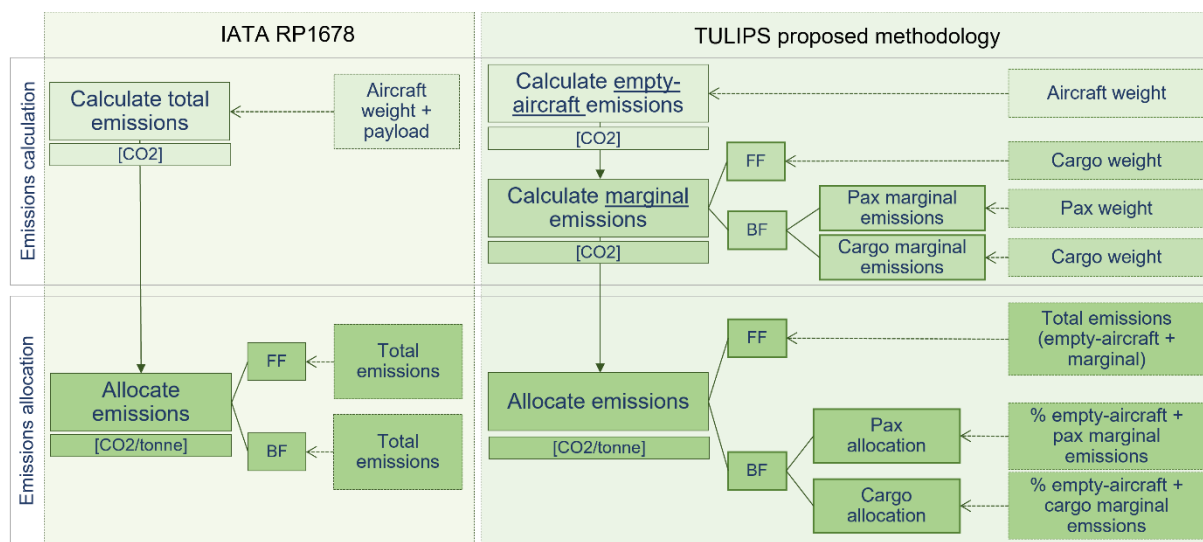 IATA RP1678
TULIPS proposed methodology
Emissions calculation
Calculate total
emissions
[CO2]
Aircraft
weight +
payload
Calculate empty-
aircraft emissions
[CO2]
Aircraft weight
Calculate marginal
emissions
[CO2]
FF
Cargo weight
BF
Pax marginal
emissions
Pax weight
Cargo marginal
emissions
Cargo weight
Emissions allocation
Allocate
emissions
[CO2/tonne]
FF
Total
emissions
BF
Total
emissions
Allocate emissions
[CO2/tonne]
FF
Total emissions
(empty-aircraft +
marginal)
BF
Pax
allocation
% empty-aircraft +
pax marginal
emissions
Cargo
allocation
% empty-aircraft +
cargo marginal
emssions